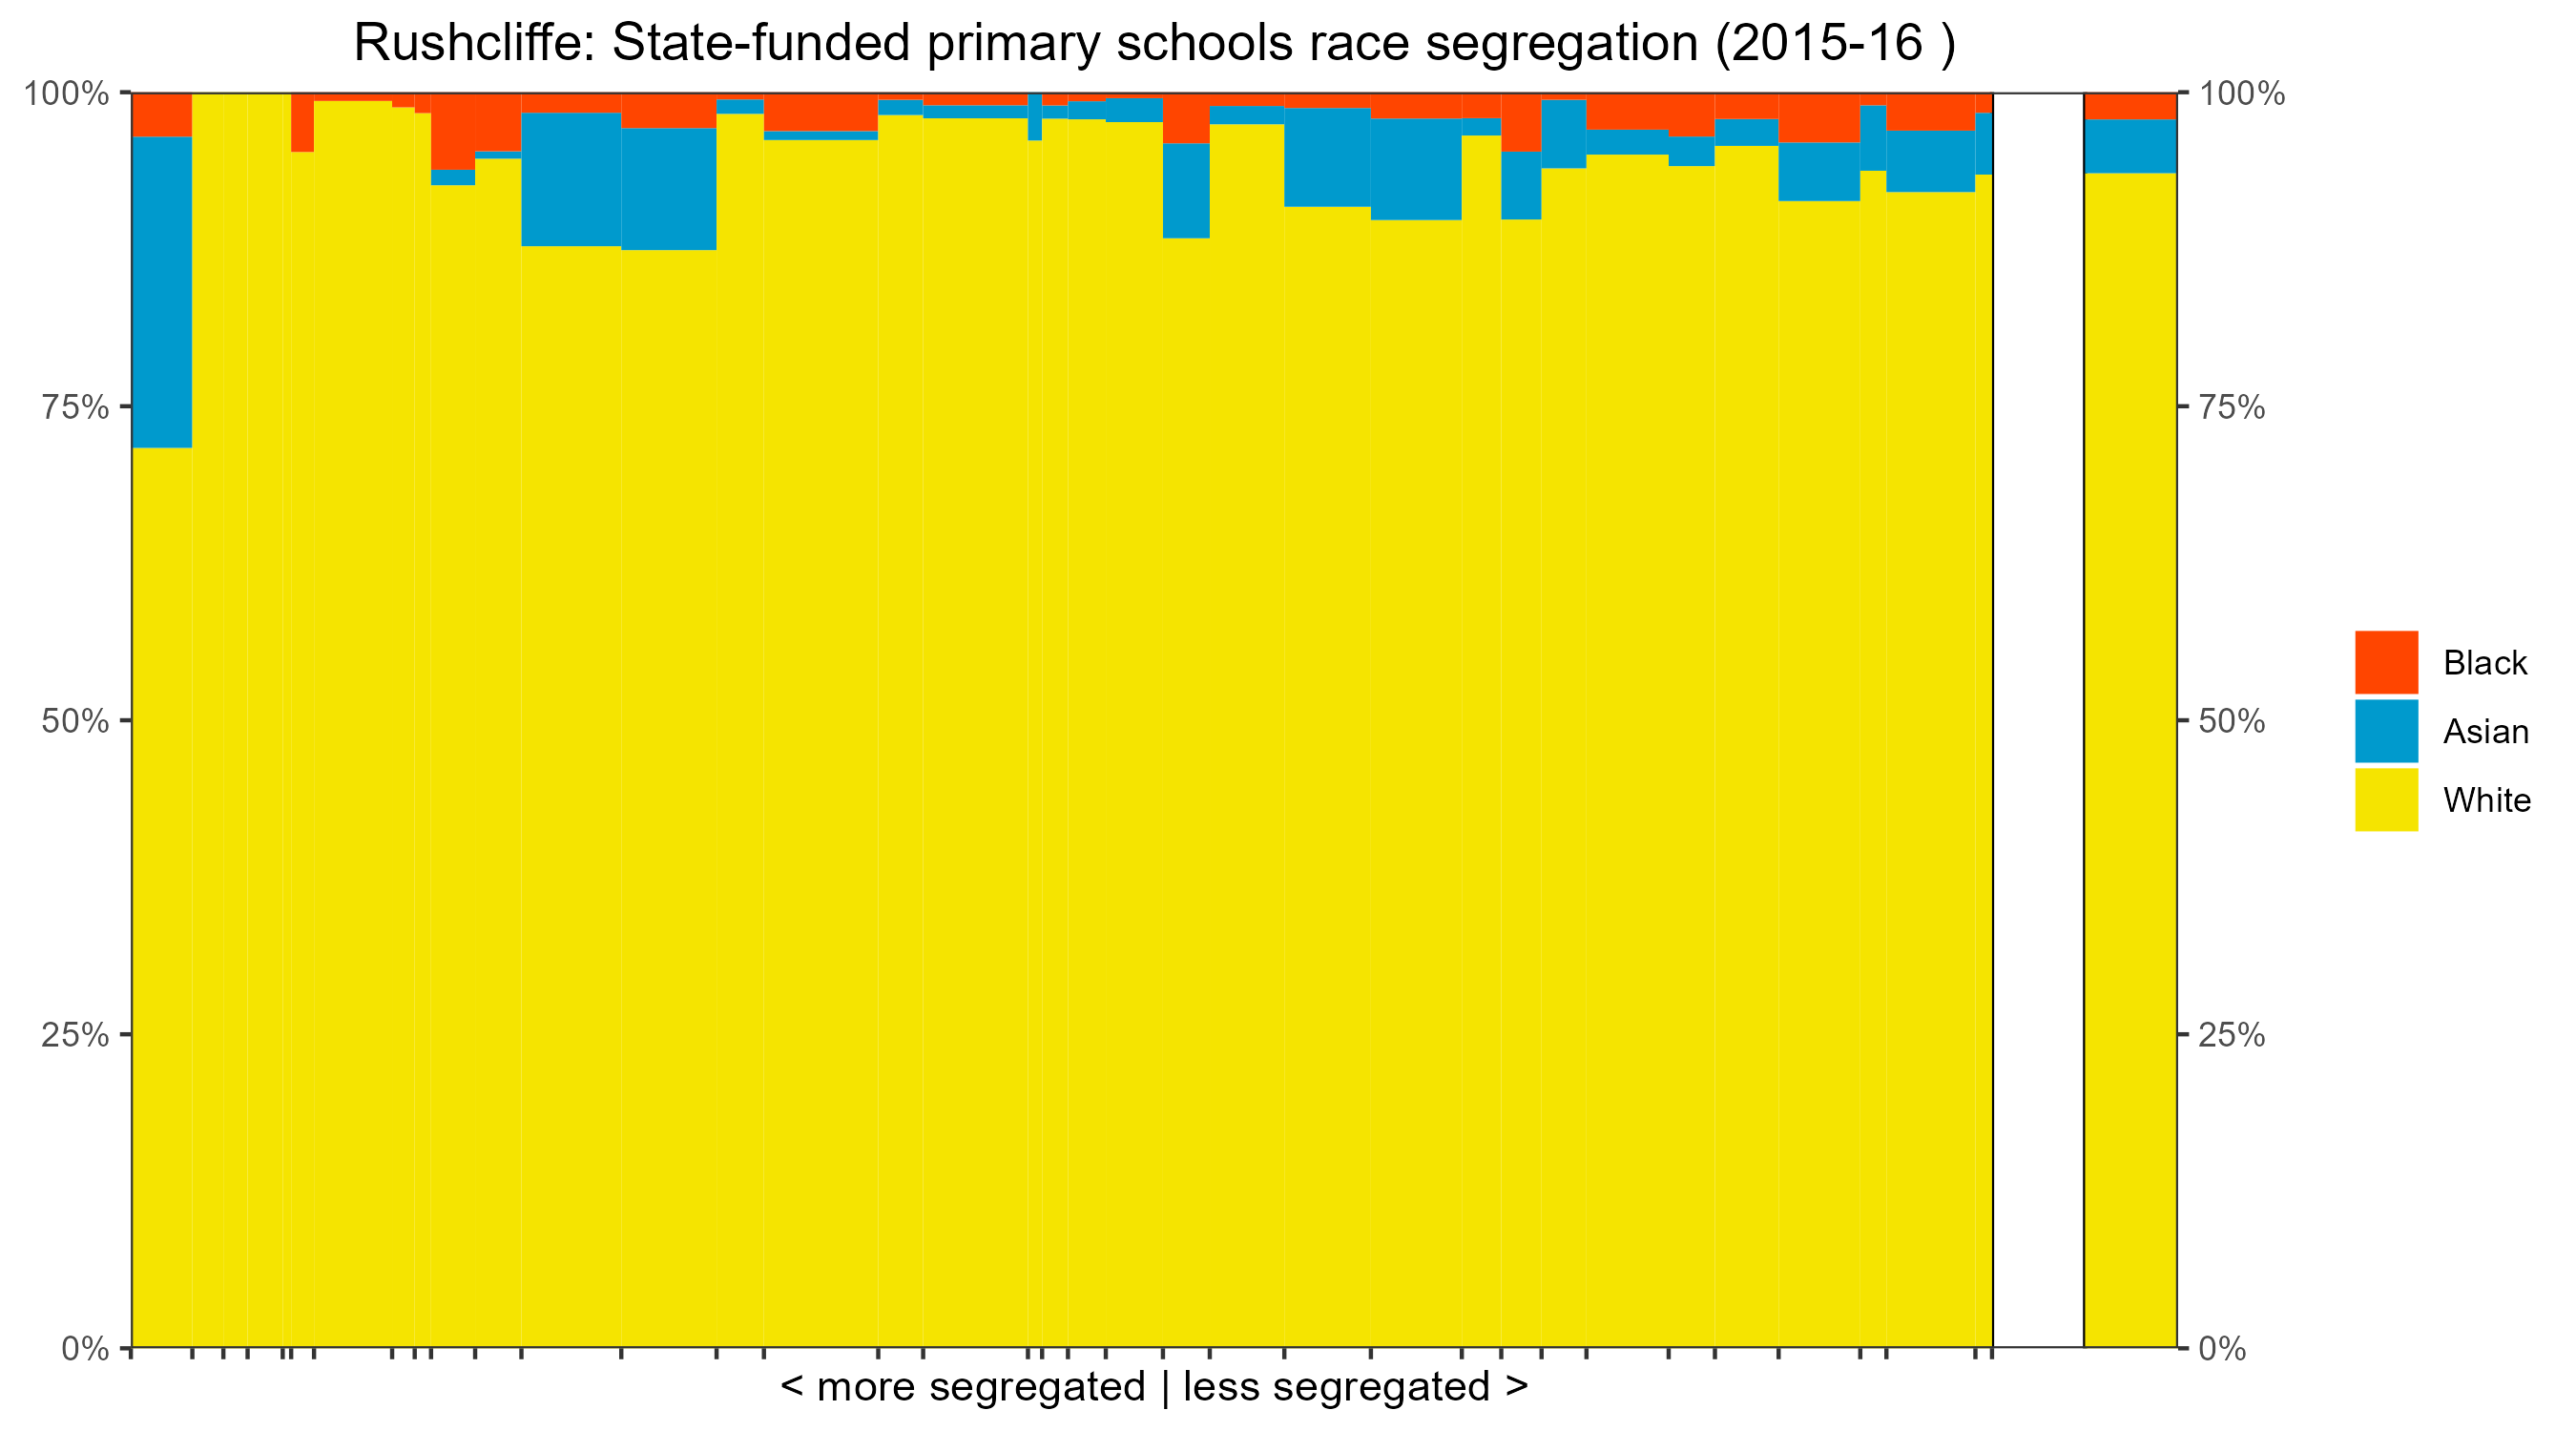 Rushcliffe: State-funded primary schools race segregation (2015-16 )
100%
75%
50%
25%
0%
100%
75%
50%
25%
0%
Black
Asian
White
< more segregated | less segregated >